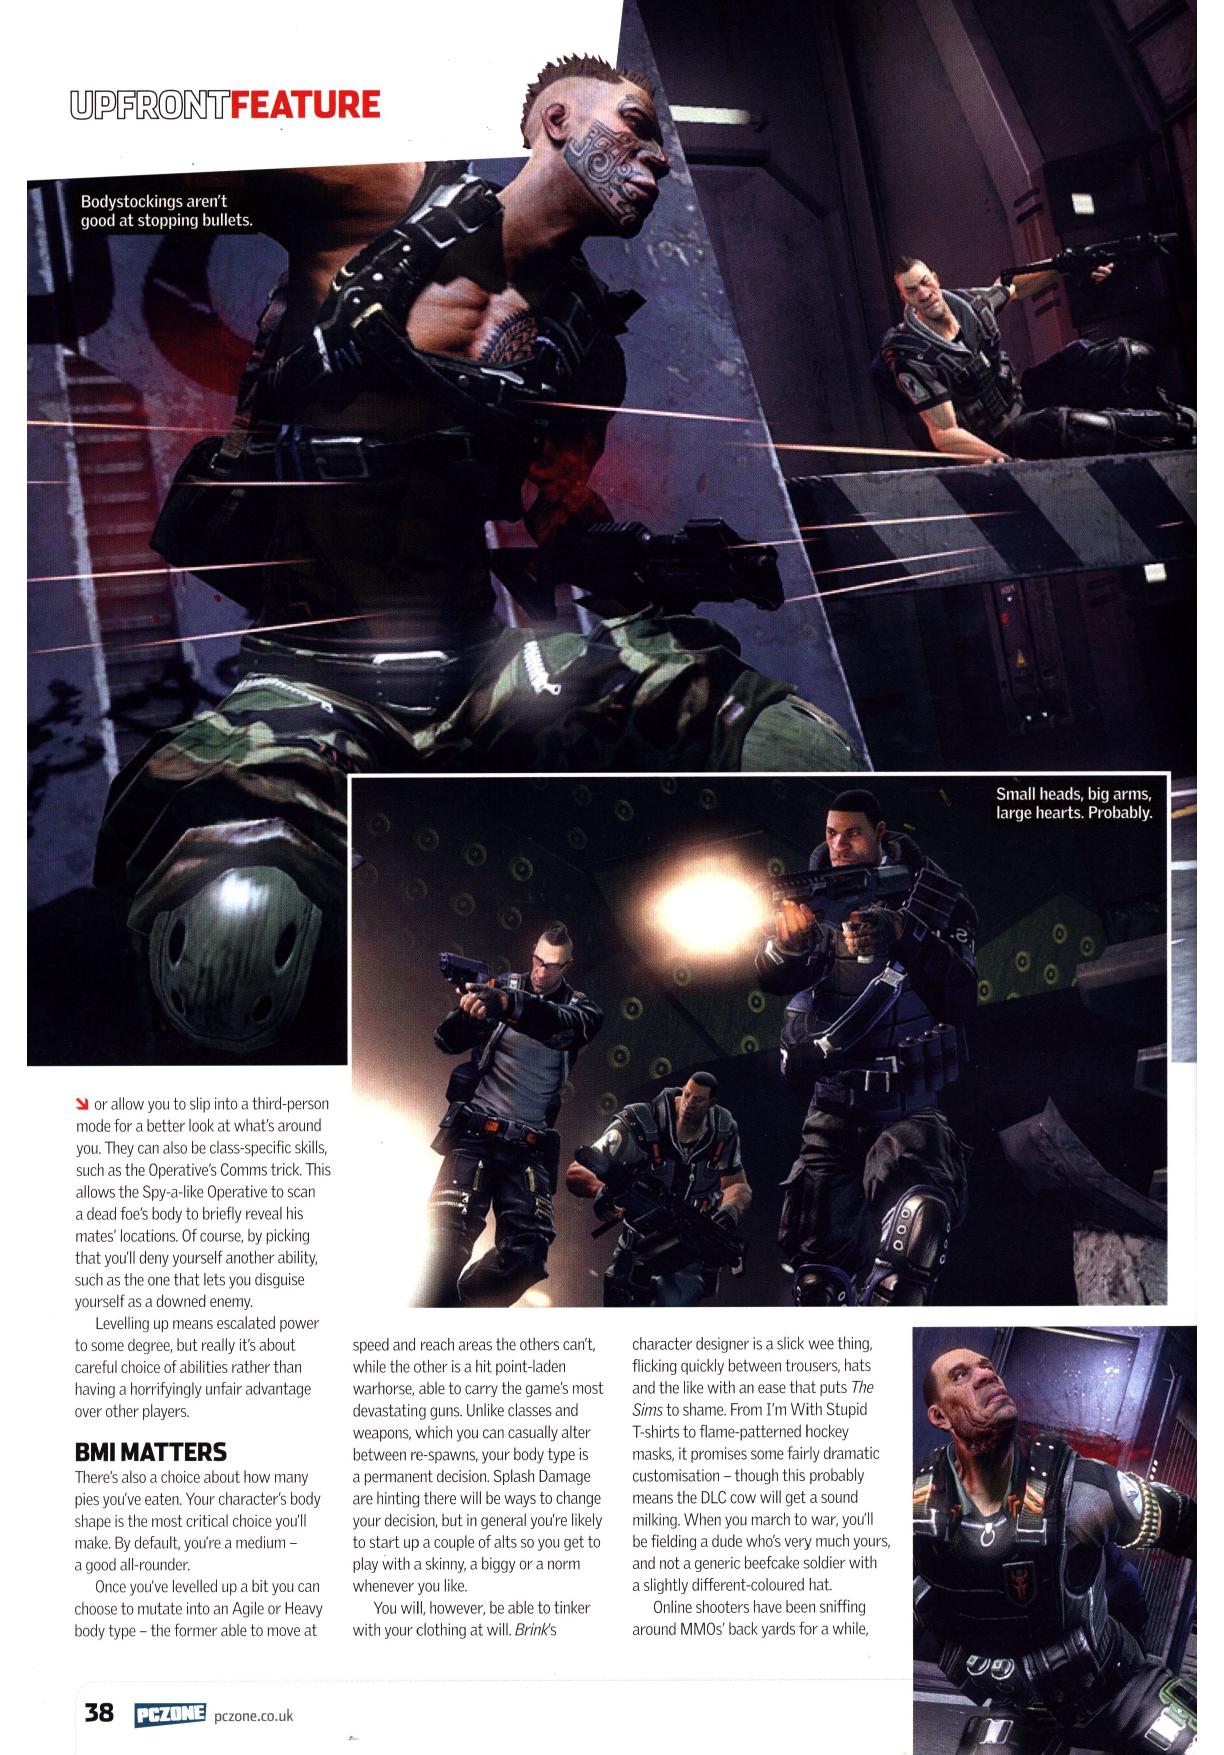 UPFRONTFEATURE
Bodystockings aren't
good at stopping bullets.
Small heads, big arms,
large hearts. Probably.
or allow you to slip into a third-person
mode for a better look at what's around
you. They can also be class-specific skills,
such as the Operative's Comms trick. This
allows the Spy-a-like Operative to scan
a dead foe's body to briefly reveal his
mates' locations. Of course, by picking
that you'll deny yourself another ability,
such as the one that lets you disguise
yourself as a downed enemy.
Levelling up means escalated power
to some degree, but really it's about
careful choice of abilities rather than
having a horrifyingly unfair advantage
over other players.
BMI MATTERS
There's also a choice about how many
pies you've eaten. Your character's body
shape is the most critical choice you'll
make. By default, you're a medium –
a good all-rounder.
Once you've levelled up a bit you can
choose to mutate into an Agile or Heavy
body type – the former able to move at
speed and reach areas the others can't,
while the other is a hit point-laden
warhorse, able to carry the game's most
devastating guns. Unlike classes and
weapons, which you can casually alter
between re-spawns, your body type is
a permanent decision. Splash Damage
are hinting there will be ways to change
your decision, but in general you're likely
to start up a couple of alts so you get to
play with a skinny, a biggy or a norm
whenever you like.
You will, however, be able to tinker
with your clothing at will. Brink's
character designer is a slick wee thing,
flicking quickly between trousers, hats
and the like with an ease that puts The
Sims to shame. From I'm With Stupid
T-shirts to flame-patterned hockey
masks, it promises some fairly dramatic
customisation – though this probably
means the DLC cow will get a sound
milking. When you march to war, you'll
be fielding a dude who's very much yours,
and not a generic beefcake soldier with
a slightly different-coloured hat.
Online shooters have been sniffing
around MMOs' back yards for a while,
38 PCZONE pczone.co.uk